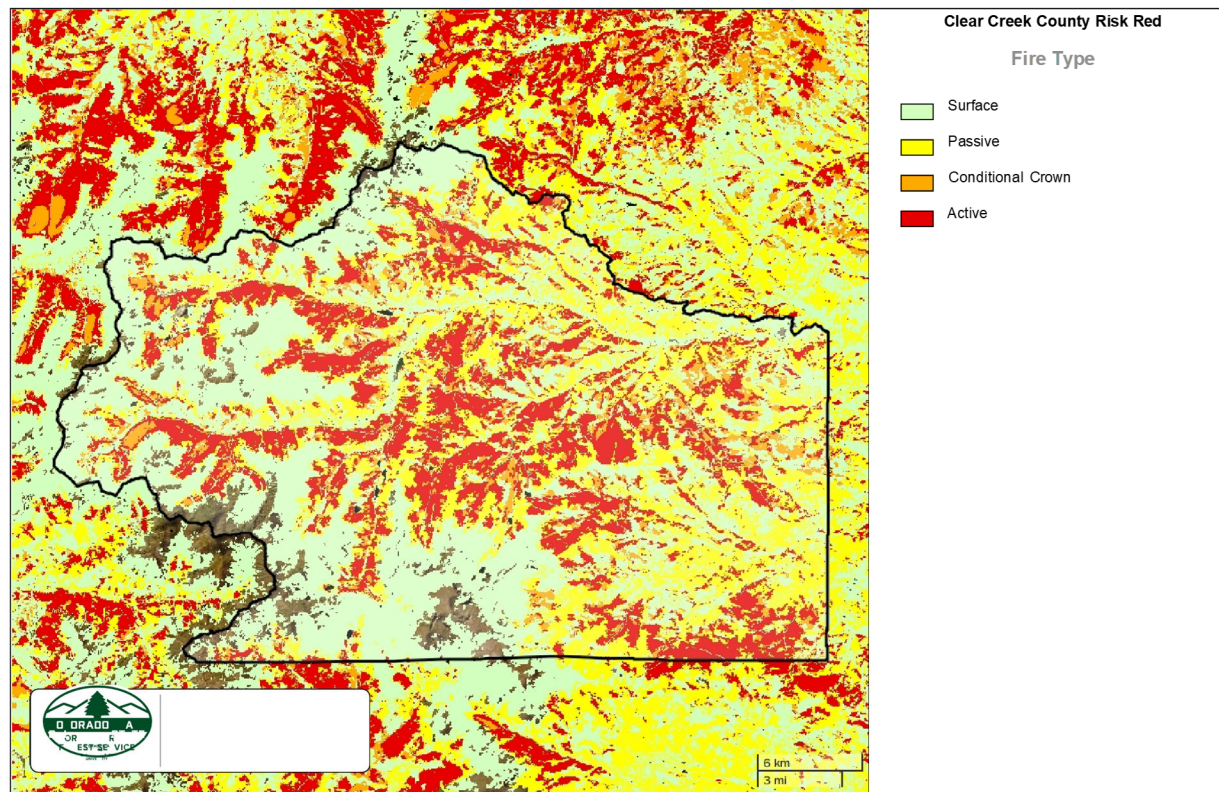 Clear Creek County Risk Red
Fire Type
Surface
Passive
Conditional Crown
Active
6 km
3 mi